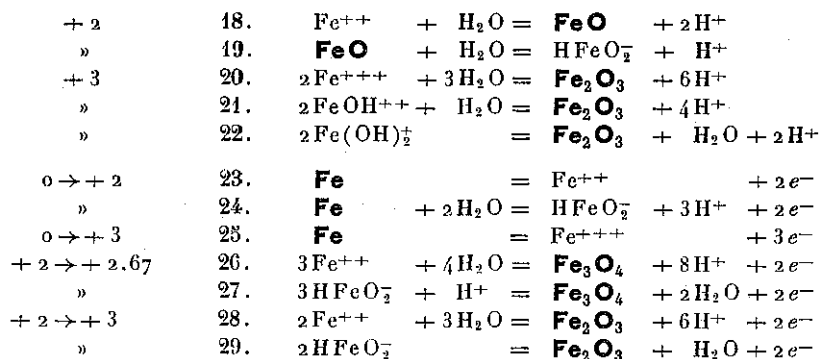 + 2 18. Fe⁺⁺ + H₂O = FeO + 2H⁺
» 19. FeO + H₂O = HFeO₂⁻ + H⁺
+ 3 20. 2Fe⁺⁺⁺ + 3H₂O = Fe₂O₃ + 6H⁺
» 21. 2FeOH⁺⁺ + H₂O = Fe₂O₃ + 4H⁺
» 22. 2Fe(OH)₂⁺ = Fe₂O₃ + H₂O + 2H⁺
0 → + 2 23. Fe = Fe⁺⁺ + 2e⁻
» 24. Fe + 2H₂O = HFeO₂⁻ + 3H⁺ + 2e⁻
0 → + 3 25. Fe = Fe⁺⁺⁺ + 3e⁻
+ 2 → + 2.67 26. 3Fe⁺⁺ + 4H₂O = Fe₃O₄ + 8H⁺ + 2e⁻
» 27. 3HFeO₂⁻ + H⁺ = Fe₃O₄ + 2H₂O + 2e⁻
+ 2 → + 3 28. 2Fe⁺⁺ + 3H₂O = Fe₂O₃ + 6H⁺ + 2e⁻
» 29. 2HFeO₂⁻ = Fe₂O₃ + H₂O + 2e⁻